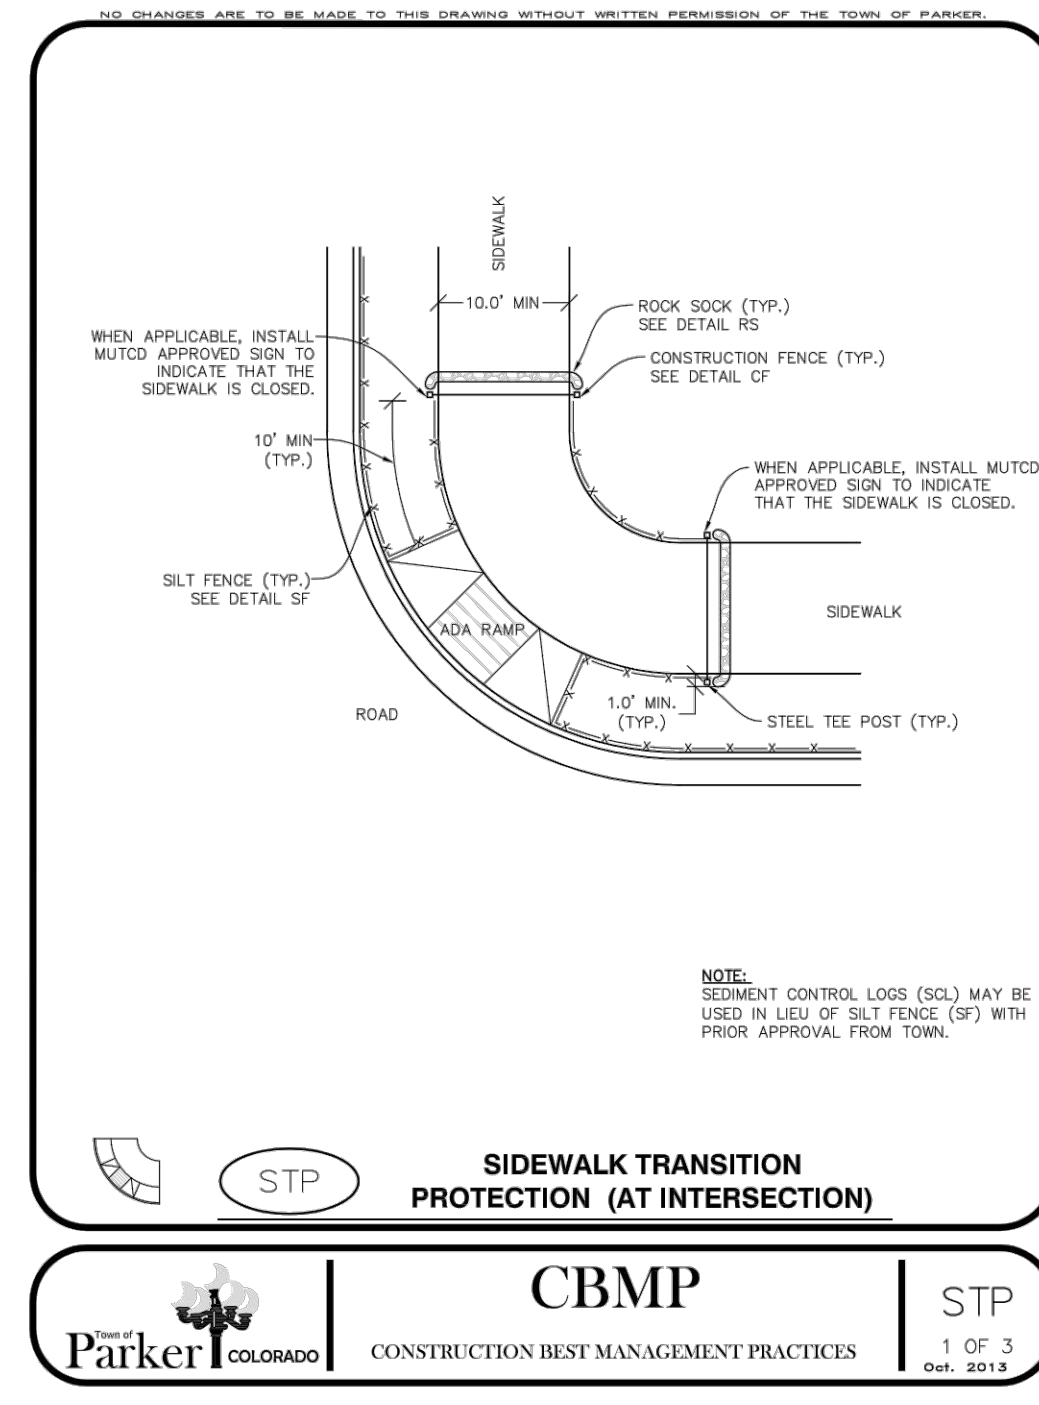 NO CHANGES ARE TO BE MADE TO THIS DRAWING WITHOUT WRITTEN PERMISSION OF THE TOWN OF PARKER.
SIDEWALK
10.0' MIN
ROCK SOCK (TYP.)
SEE DETAIL RS
WHEN APPLICABLE, INSTALL
MUTCD APPROVED SIGN TO
INDICATE THAT THE
SIDEWALK IS CLOSED.
CONSTRUCTION FENCE (TYP.)
SEE DETAIL CF
10' MIN
(TYP.)
WHEN APPLICABLE, INSTALL MUTCD
APPROVED SIGN TO INDICATE
THAT THE SIDEWALK IS CLOSED.
SILT FENCE (TYP.)
SEE DETAIL SF
SIDEWALK
ADA RAMP
1.0' MIN.
(TYP.)
ROAD
STEEL TEE POST (TYP.)
NOTE:
SEDIMENT CONTROL LOGS (SCL) MAY BE
USED IN LIEU OF SILT FENCE (SF) WITH
PRIOR APPROVAL FROM TOWN.
STP
SIDEWALK TRANSITION
PROTECTION (AT INTERSECTION)
Town of
Parker COLORADO
CBMP
CONSTRUCTION BEST MANAGEMENT PRACTICES
STP
1 OF 3
Oct. 2013